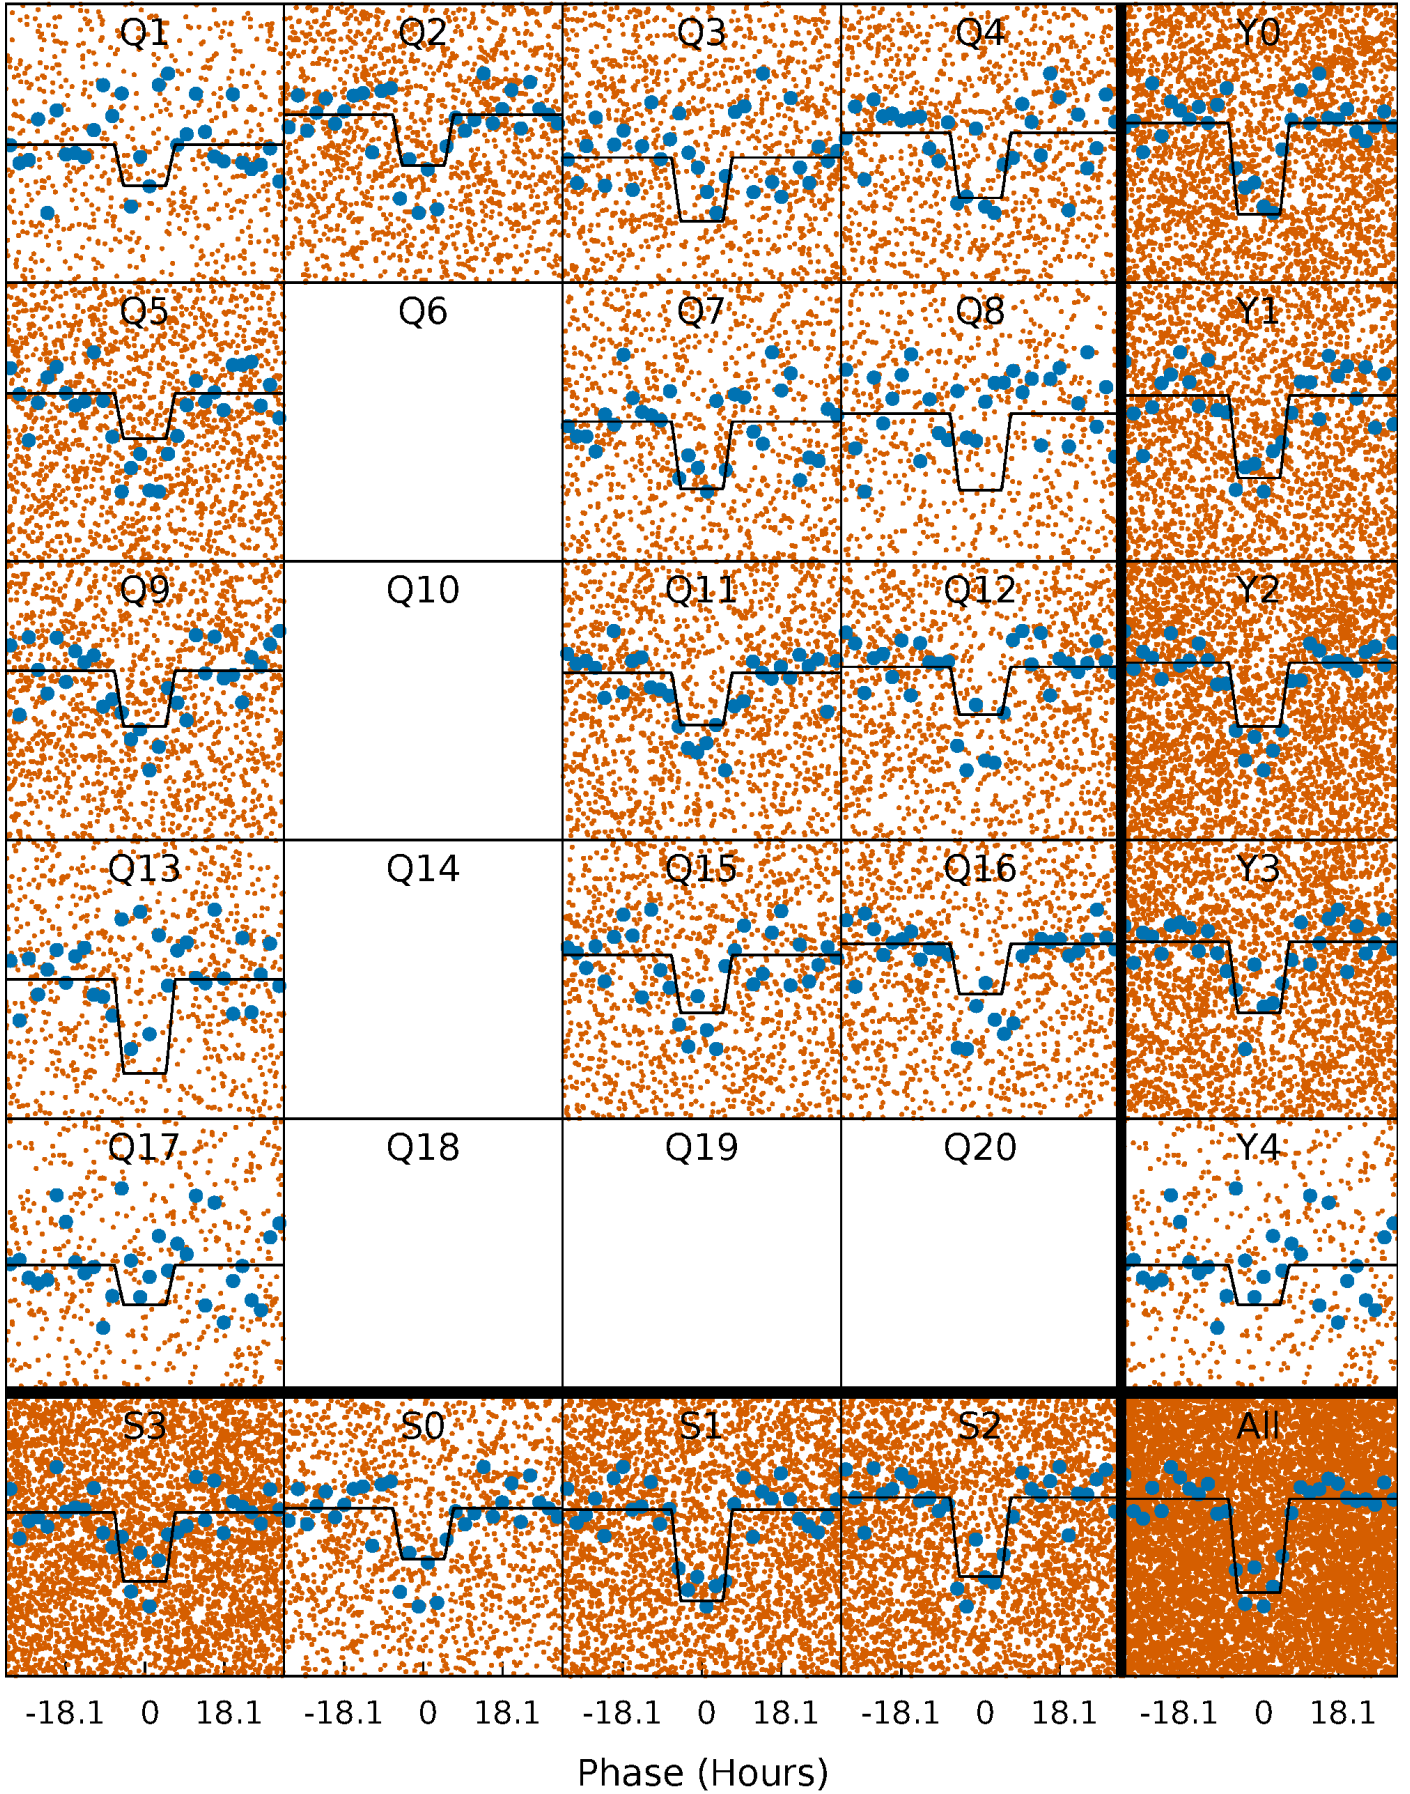 Q1 Q2 Q3 Q4 Y0
Q5 Q6 Q7 Q8 Y1
Q9 Q10 Q11 Q12 Y2
Q13 Q14 Q15 Q16 Y3
Q17 Q18 Q19 Q20 Y4
S3 S0 S1 S2 All
-18.1 0 18.1 -18.1 0 18.1 -18.1 0 18.1 -18.1 0 18.1 -18.1 0 18.1
Phase (Hours)